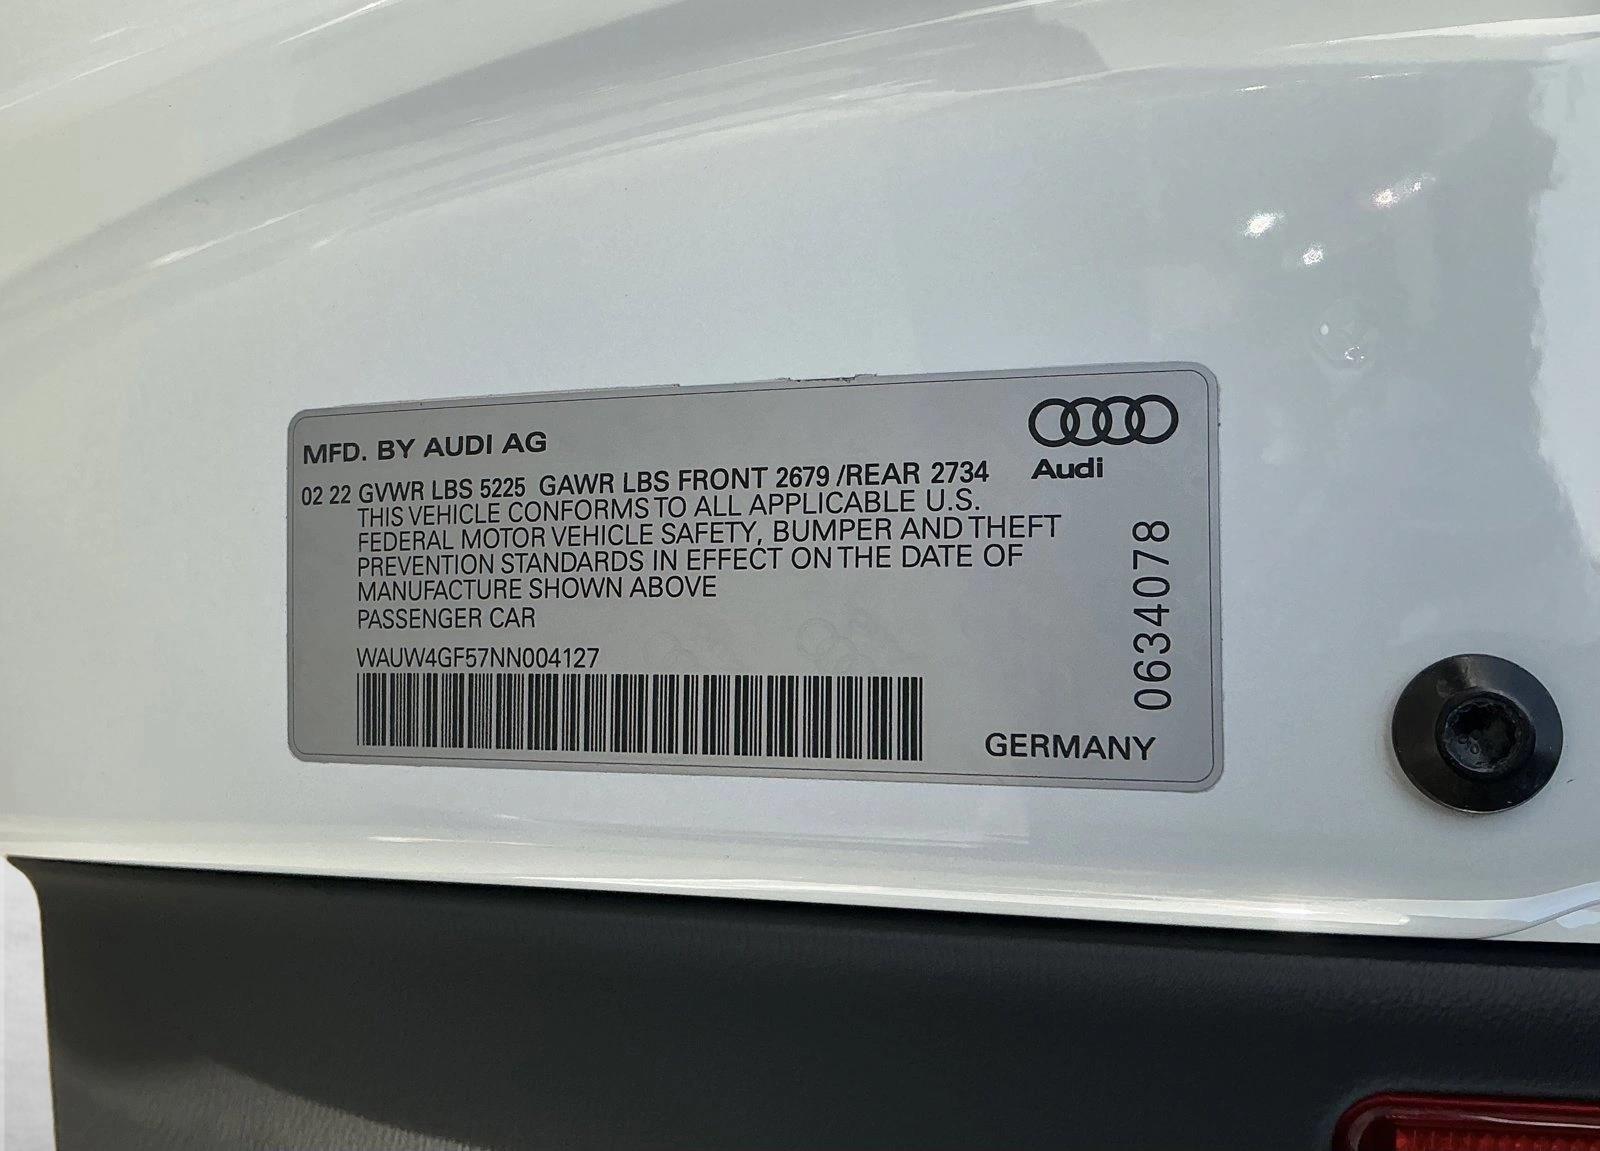 MFD. BY AUDI AG
Audi
02 22 GVWR LBS 5225 GAWR LBS FRONT 2679 /REAR 2734
THIS VEHICLE CONFORMS TO ALL APPLICABLE U.S.
FEDERAL MOTOR VEHICLE SAFETY, BUMPER AND THEFT
PREVENTION STANDARDS IN EFFECT ON THE DATE OF
MANUFACTURE SHOWN ABOVE
PASSENGER CAR
WAUW4GF57NN004127
0634078
GERMANY